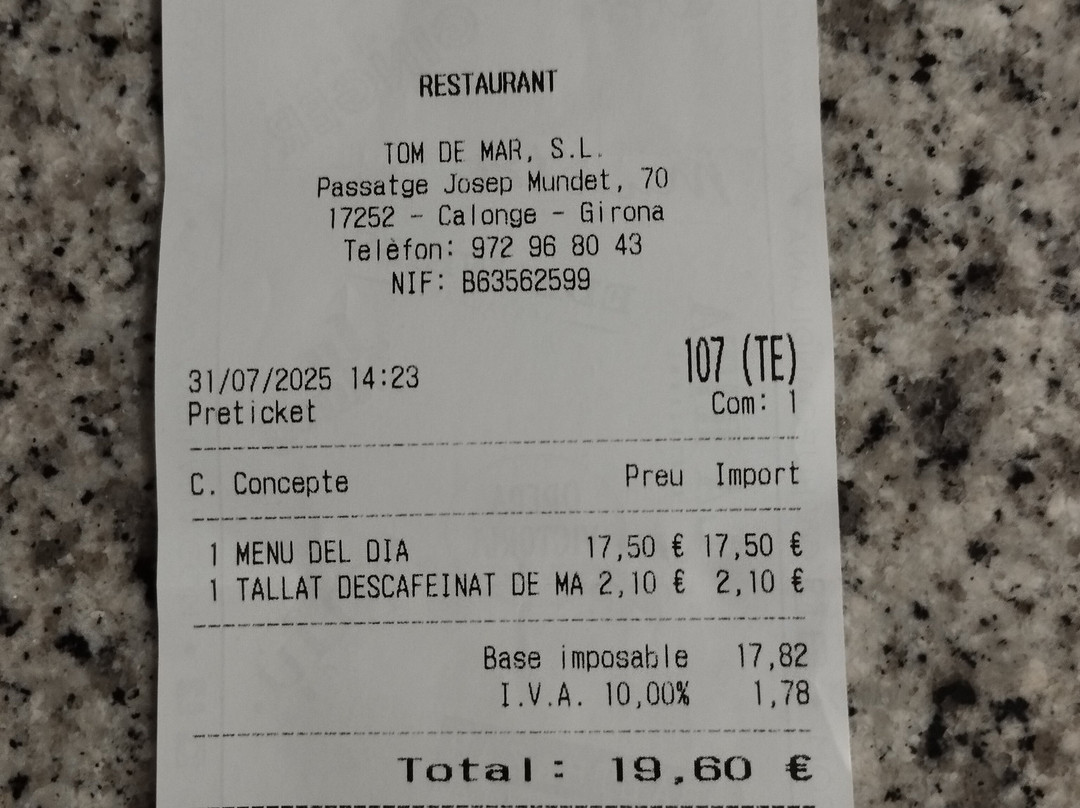 RESTAURANT
TOM DE MAR, S.L.
Passatge Josep Mundet, 70
17252 - Calonge - Girona
Telèfon: 972 96 80 43
NIF: B63562599
107 (TE)
31/07/2025 14:23
Com: 1
Preticket
C. Concepte Preu Import
1 MENU DEL DIA 17,50 € 17,50 €
1 TALLAT DESCAFEINAT DE MA 2,10 € 2,10 €
Base imposable 17,82
I.V.A. 10,00% 1,78
Total: 19,60 €